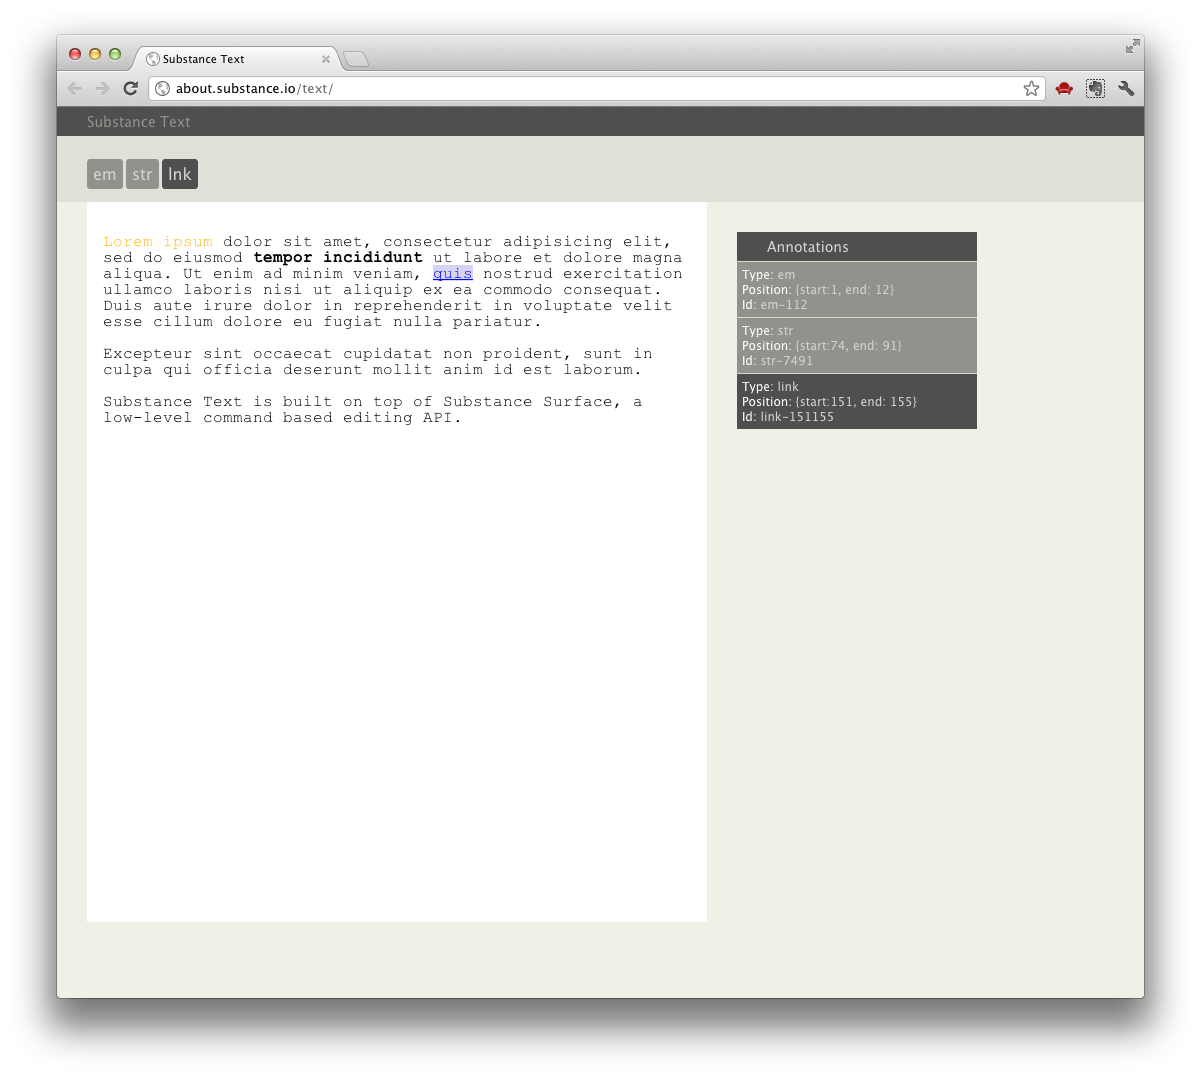 Substance Text
about.substance.io/text/
Substance Text
em str lnk
Lorem ipsum dolor sit amet, consectetur adipisicing elit,
sed do eiusmod tempor incididunt ut labore et dolore magna
aliqua. Ut enim ad minim veniam, quis nostrud exercitation
ullamco laboris nisi ut aliquip ex ea commodo consequat.
Duis aute irure dolor in reprehenderit in voluptate velit
esse cillum dolore eu fugiat nulla pariatur.
Excepteur sint occaecat cupidatat non proident, sunt in
culpa qui officia deserunt mollit anim id est laborum.
Substance Text is built on top of Substance Surface, a
low-level command based editing API.
Annotations
Type: em
Position: {start:1, end: 12}
Id: em-112
Type: str
Position: {start:74, end: 91}
Id: str-7491
Type: link
Position: {start:151, end: 155}
Id: link-151155